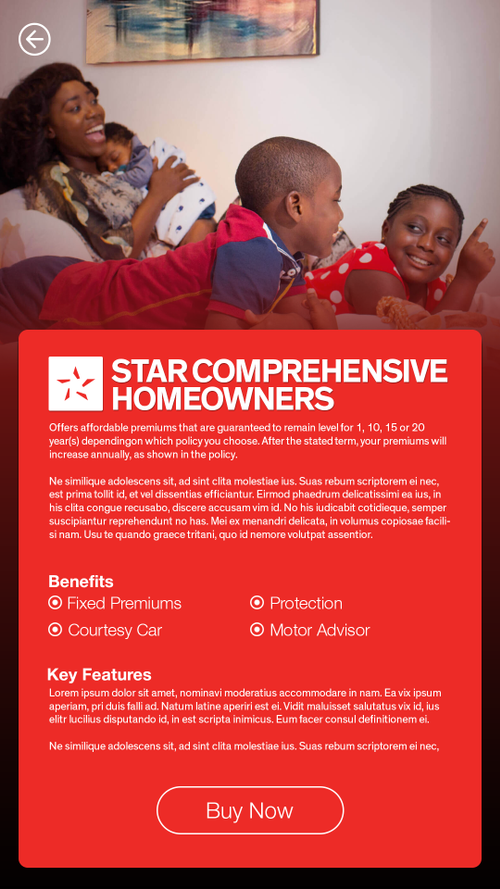 STAR COMPREHENSIVE
HOMEOWNERS
Offers affordable premiums that are guaranteed to remain level for 1, 10, 15 or 20
year(s) dependingon which policy you choose. After the stated term, your premiums will
increase annually, as shown in the policy.
Ne similique adolescens sit, ad sint clita molestiae ius. Suas rebum scriptorem ei nec,
est prima tollit id, et vel dissentias efficiantur. Eirmod phaedrum delicatissimi ea ius, in
his clita congue recusabo, discere accusam vim id. No his iudicabit cotidieque, semper
suscipiantur reprehendunt no has. Mei ex menandri delicata, in volumus copiosae facili-
si nam. Usu te quando graece tritani, quo id nemore volutpat assentior.
Benefits
Fixed Premiums Protection
Courtesy Car Motor Advisor
Key Features
Lorem ipsum dolor sit amet, nominavi moderatius accommodare in nam. Ea vix ipsum
aperiam, pri duis falli ad. Natum latine aperiri est ei. Vidit maluisset salutatus vix id, ius
elitr lucilius disputando id, in est scripta inimicus. Eum facer consul definitionem ei.
Ne similique adolescens sit, ad sint clita molestiae ius. Suas rebum scriptorem ei nec,
Buy Now